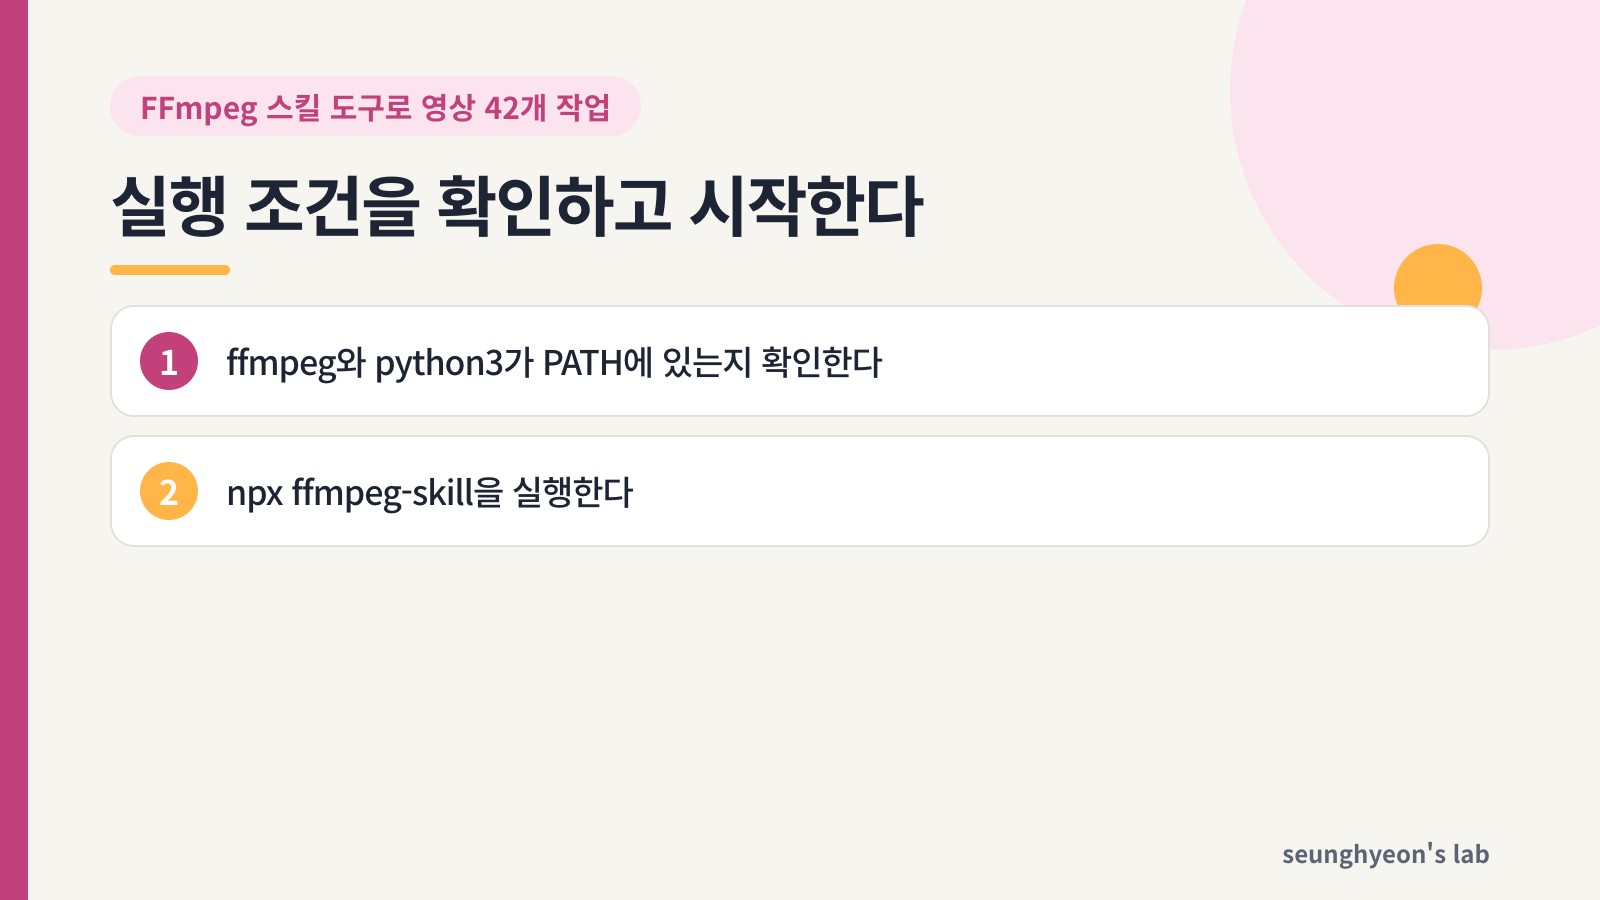 FFmpeg 스킬 도구로 영상 42개 작업
실행 조건을 확인하고 시작한다
1 ffmpeg와 python3가 PATH에 있는지 확인한다
2 npx ffmpeg-skill을 실행한다
seunghyeon's lab